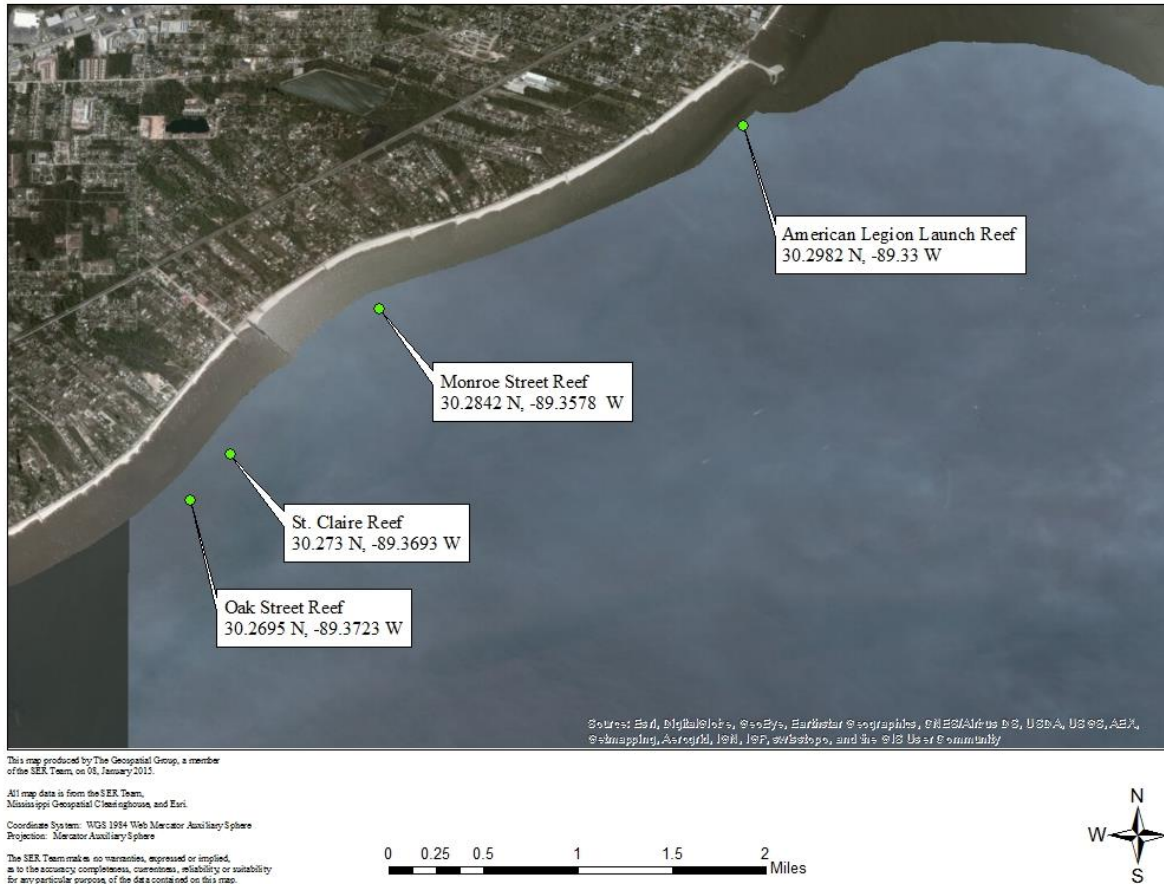 American Legion Launch Reef
30.2982 N, -89.33 W
Monroe Street Reef
30.2842 N, -89.3578  W
St. Claire Reef
30.273 N, -89.3693 W
Oak Street Reef
30.2695 N, -89.3723 W
Source: Esri, DigitalGlobe, GeoEye, Earthstar Geographics, CNES/Airbus DS, USDA, USGS, AEX,
Getmapping, Aerogrid, IGN, IGP, swisstopo, and the GIS User Community
This map produced by The Geospatial Group, a member
of the SER Team, on 08, January 2015.
All map data is from the SER Team,
Mississippi Geospatial Clearinghouse, and Esri.
Coordinate System: WGS 1984 Web Mercator Auxiliary Sphere
Projection: Mercator Auxiliary Sphere
The SER Team makes no warranties, expressed or implied,
as to the accuracy, completeness, currentness, reliability, or suitability
for any particular purpose, of the data contained on this map.
0 0.25 0.5 1 1.5 2
Miles
N
W E
S